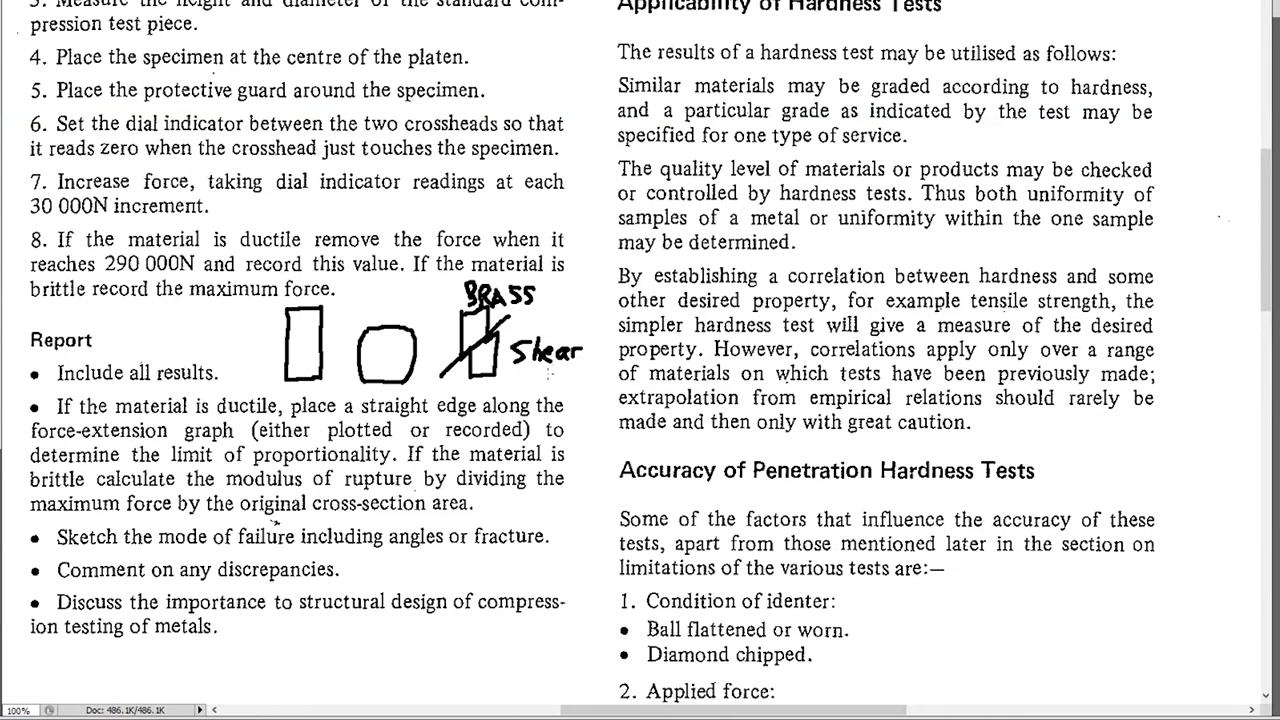 3. Measure the height and diameter of the standard com-
pression test piece.
4. Place the specimen at the centre of the platen.
5. Place the protective guard around the specimen.
6. Set the dial indicator between the two crossheads so that
it reads zero when the crosshead just touches the specimen.
7. Increase force, taking dial indicator readings at each
30 000N increment.
8. If the material is ductile remove the force when it
reaches 290 000N and record this value. If the material is
brittle record the maximum force.
BRASS
Shear
Report
• Include all results.
• If the material is ductile, place a straight edge along the
force-extension graph (either plotted or recorded) to
determine the limit of proportionality. If the material is
brittle calculate the modulus of rupture by dividing the
maximum force by the original cross-section area.
• Sketch the mode of failure including angles or fracture.
• Comment on any discrepancies.
• Discuss the importance to structural design of compress-
ion testing of metals.
Applicability of Hardness Tests
The results of a hardness test may be utilised as follows:
Similar materials may be graded according to hardness,
and a particular grade as indicated by the test may be
specified for one type of service.
The quality level of materials or products may be checked
or controlled by hardness tests. Thus both uniformity of
samples of a metal or uniformity within the one sample
may be determined.
By establishing a correlation between hardness and some
other desired property, for example tensile strength, the
simpler hardness test will give a measure of the desired
property. However, correlations apply only over a range
of materials on which tests have been previously made;
extrapolation from empirical relations should rarely be
made and then only with great caution.
Accuracy of Penetration Hardness Tests
Some of the factors that influence the accuracy of these
tests, apart from those mentioned later in the section on
limitations of the various tests are:—
1. Condition of identer:
• Ball flattened or worn.
• Diamond chipped.
2. Applied force:
100%
Doc: 486.1K/486.1K